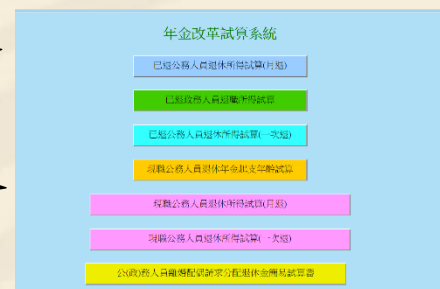 年金改革試算系統
已退公務人員退休所得試算(月退)
已退政務人員退職所得試算
已退公務人員退休所得試算(一次退)
現職公務人員退休年金起支年齡試算
現職公務人員退休所得試算(月退)
現職公務人員退休所得試算(一次退)
公(政)務人員離婚配偶請求分配退休金簡易試算器